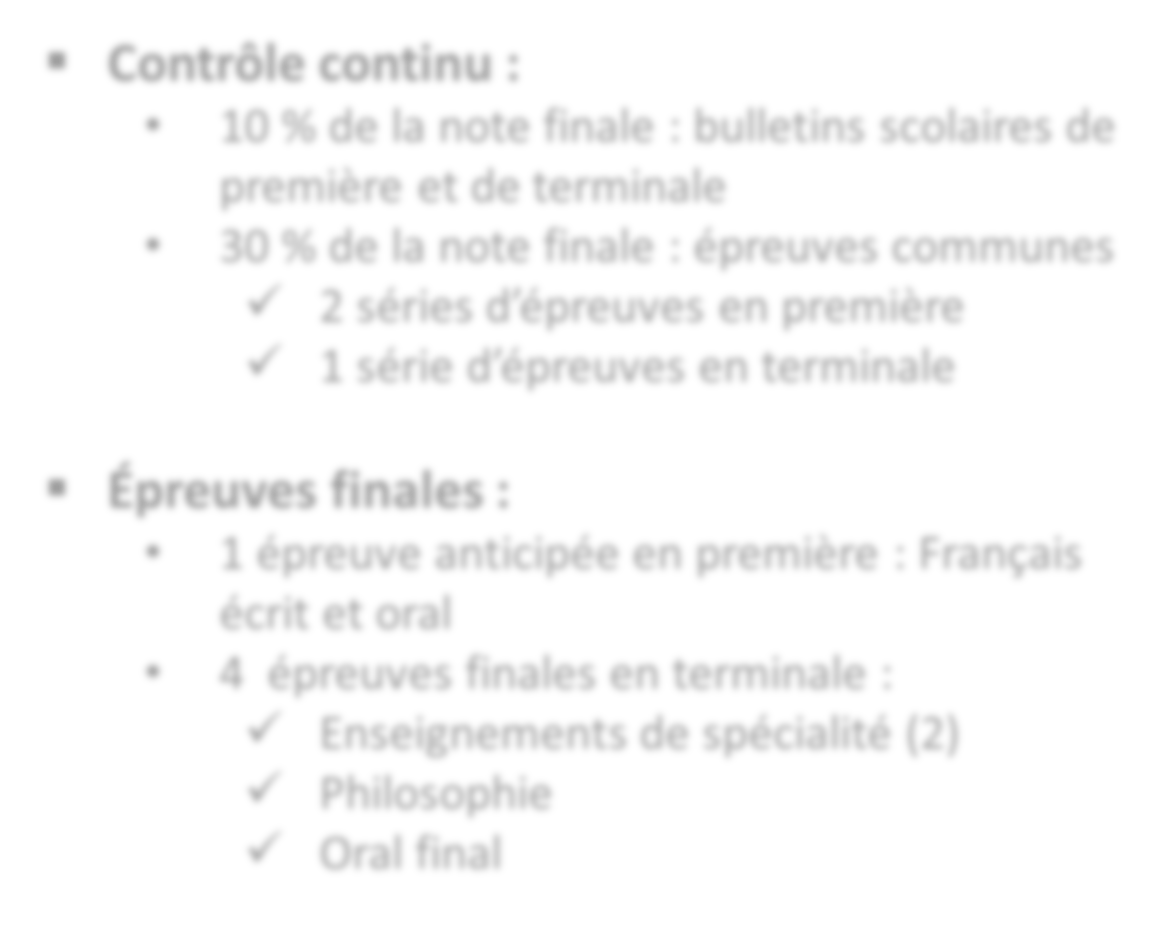 ▪ Contrôle continu :
• 10 % de la note finale : bulletins scolaires de
première et de terminale
• 30 % de la note finale : épreuves communes
✓ 2 séries d’épreuves en première
✓ 1 série d’épreuves en terminale
▪ Épreuves finales :
• 1 épreuve anticipée en première : Français
écrit et oral
• 4 épreuves finales en terminale :
✓ Enseignements de spécialité (2)
✓ Philosophie
✓ Oral final